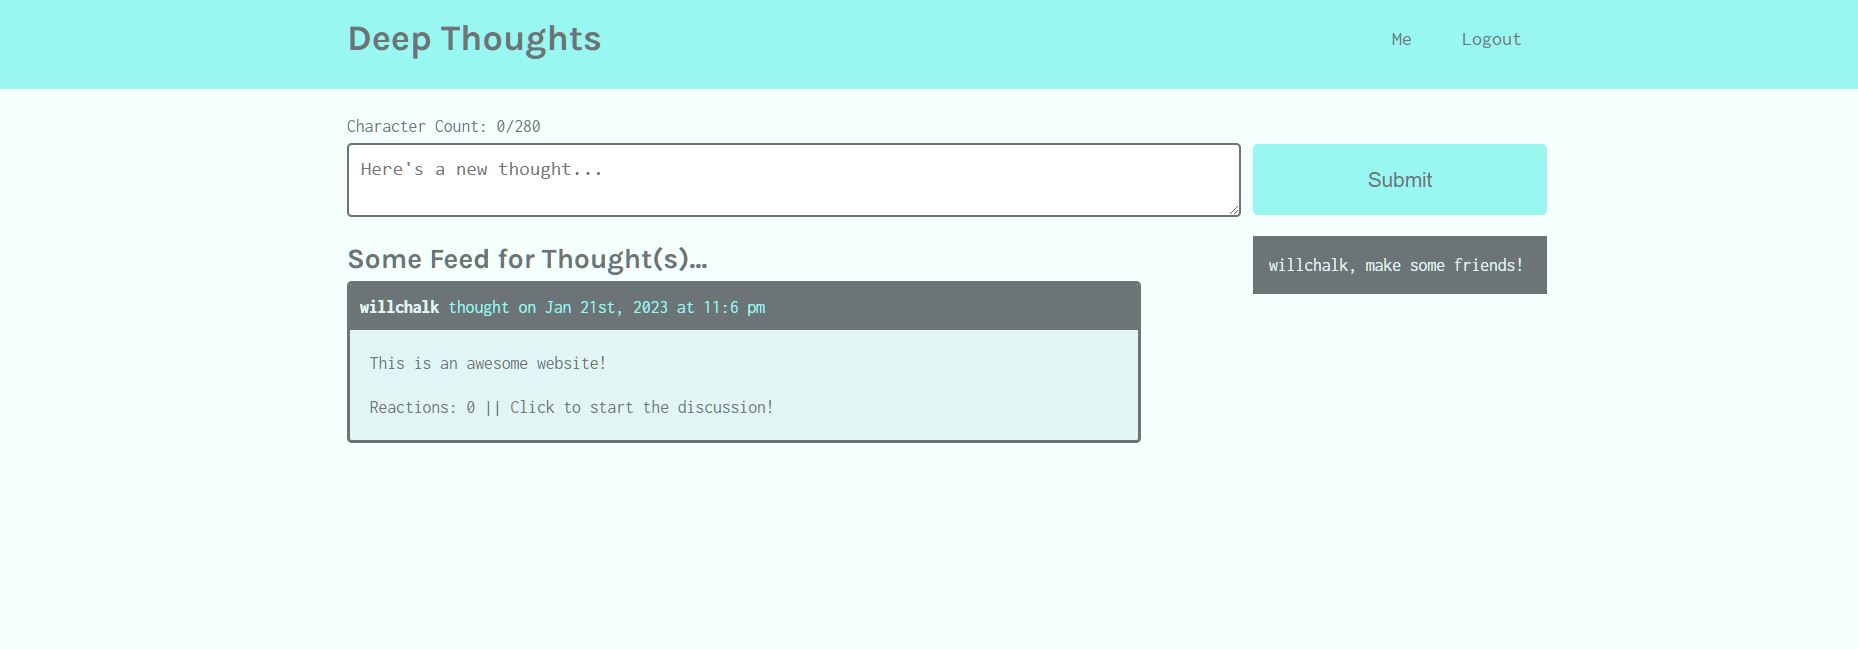 Deep Thoughts
Me
Logout
Character Count: 0/280
Here's a new thought...
Submit
Some Feed for Thought(s)...
willchalk, make some friends!
willchalk thought on Jan 21st, 2023 at 11:6 pm
This is an awesome website!
Reactions: 0 || Click to start the discussion!